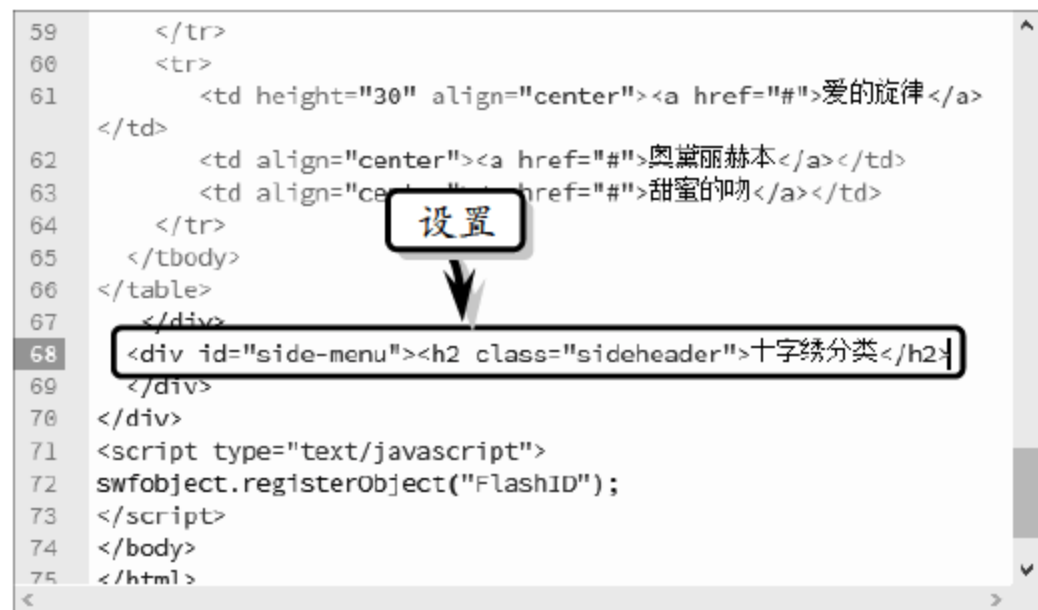 59 </tr>
60 <tr>
61 <td height="30" align="center"><a href="#">爱的旋律</a>
</td>
62 <td align="center"><a href="#">奥黛丽赫本</a></td>
63 <td align="ce href="#">甜蜜的吻</a></td>
设置
64 </tr>
65 </tbody>
66 </table>
67 </div>
68 <div id="side-menu"><h2 class="sideheader">十字绣分类</h2>
69 </div>
70 </div>
71 <script type="text/javascript">
72 swfobject.registerObject("FlashID");
73 </script>
74 </body>
75 </html>